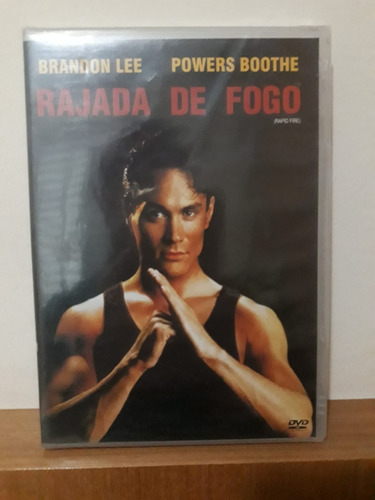 BRANDON LEE POWERS BOOTHE
RAJADA DE FOGO
(RAPID FIRE)
DVD